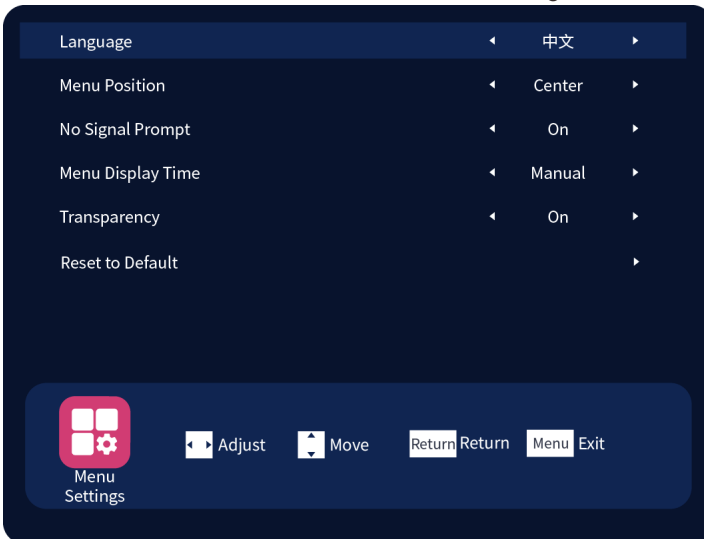 Language 中文
Menu Position Center
No Signal Prompt On
Menu Display Time Manual
Transparency On
Reset to Default
Adjust Move Return Return Menu Exit
Menu
Settings